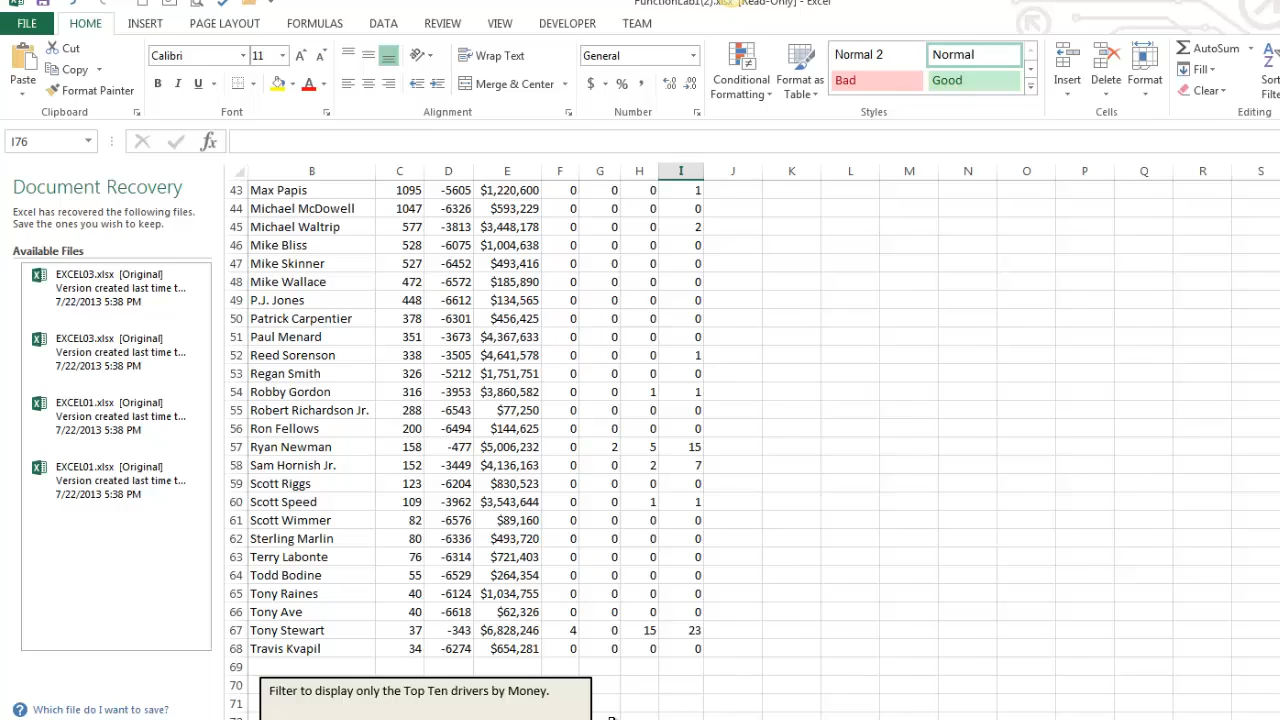 FunctionLab1(2).xlsx [Read-Only] - Excel
FILE HOME INSERT PAGE LAYOUT FORMULAS DATA REVIEW VIEW DEVELOPER TEAM
Paste Cut Copy Format Painter
Calibri 11
Wrap Text Merge & Center
General
Conditional Formatting Format as Table
Normal 2 Normal
Bad Good
Insert Delete Format
AutoSum Fill Clear
Clipboard Font Alignment Number Styles Cells Editing
I76 fx
Document Recovery
Excel has recovered the following files.
Save the ones you wish to keep.
Available Files
EXCEL03.xlsx [Original]
Version created last time t...
7/22/2013 5:38 PM
EXCEL03.xlsx [Original]
Version created last time t...
7/22/2013 5:38 PM
EXCEL01.xlsx [Original]
Version created last time t...
7/22/2013 5:38 PM
EXCEL01.xlsx [Original]
Version created last time t...
7/22/2013 5:38 PM
Which file do I want to save?
B C D E F G H I J K L M N O P Q R S
43 Max Papis 1095 -5605 $1,220,600 0 0 0 1
44 Michael McDowell 1047 -6326 $593,229 0 0 0 0
45 Michael Waltrip 577 -3813 $3,448,178 0 0 0 2
46 Mike Bliss 528 -6075 $1,004,638 0 0 0 0
47 Mike Skinner 527 -6452 $493,416 0 0 0 0
48 Mike Wallace 472 -6572 $185,890 0 0 0 0
49 P.J. Jones 448 -6612 $134,565 0 0 0 0
50 Patrick Carpentier 378 -6301 $456,425 0 0 0 0
51 Paul Menard 351 -3673 $4,367,633 0 0 0 0
52 Reed Sorenson 338 -3505 $4,641,578 0 0 0 1
53 Regan Smith 326 -5212 $1,751,751 0 0 0 0
54 Robby Gordon 316 -3953 $3,860,582 0 0 1 1
55 Robert Richardson Jr. 288 -6543 $77,250 0 0 0 0
56 Ron Fellows 200 -6494 $144,625 0 0 0 0
57 Ryan Newman 158 -477 $5,006,232 0 2 5 15
58 Sam Hornish Jr. 152 -3449 $4,136,163 0 0 2 7
59 Scott Riggs 123 -6204 $830,523 0 0 0 0
60 Scott Speed 109 -3962 $3,543,644 0 0 1 1
61 Scott Wimmer 82 -6576 $89,160 0 0 0 0
62 Sterling Marlin 80 -6336 $493,720 0 0 0 0
63 Terry Labonte 76 -6314 $721,403 0 0 0 0
64 Todd Bodine 55 -6529 $264,354 0 0 0 0
65 Tony Raines 40 -6124 $1,034,755 0 0 0 0
66 Tony Ave 40 -6618 $62,326 0 0 0 0
67 Tony Stewart 37 -343 $6,828,246 4 0 15 23
68 Travis Kvapil 34 -6274 $654,281 0 0 0 0
69
70 Filter to display only the Top Ten drivers by Money.
71